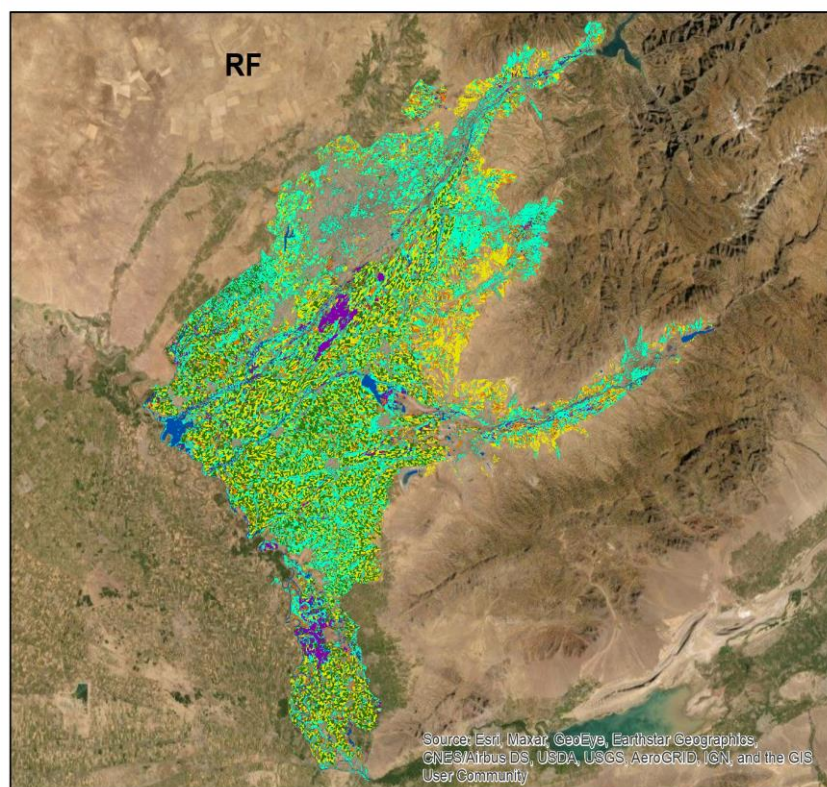 RF
Source: Esri, Maxar, GeoEye, Earthstar Geographics,
CNES/Airbus DS, USDA, USGS, AeroGRID, IGN, and the GIS
User Community